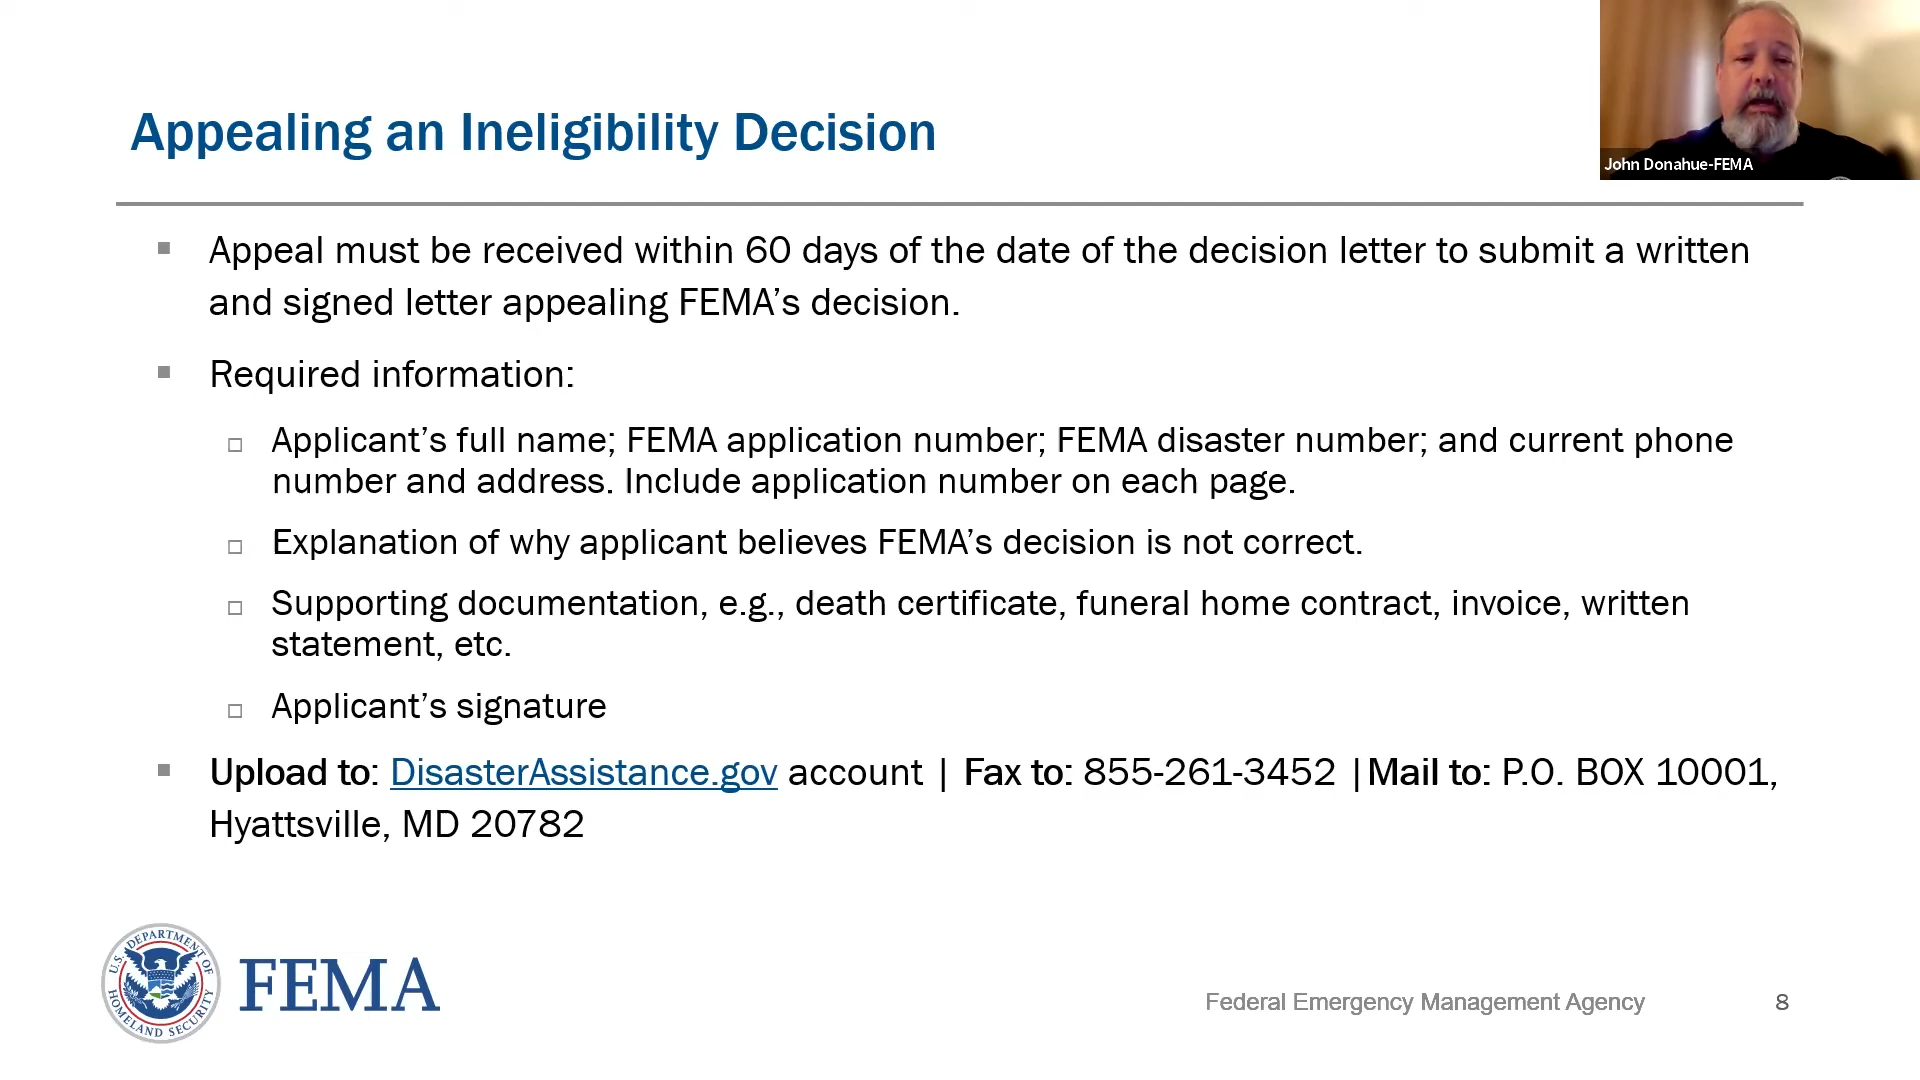 Appealing an Ineligibility Decision
John Donahue-FEMA
▪ Appeal must be received within 60 days of the date of the decision letter to submit a written
and signed letter appealing FEMA’s decision.
▪ Required information:
□ Applicant’s full name; FEMA application number; FEMA disaster number; and current phone
number and address. Include application number on each page.
□ Explanation of why applicant believes FEMA’s decision is not correct.
□ Supporting documentation, e.g., death certificate, funeral home contract, invoice, written
statement, etc.
□ Applicant’s signature
▪ Upload to: DisasterAssistance.gov account | Fax to: 855-261-3452 |Mail to: P.O. BOX 10001,
Hyattsville, MD 20782
U.S. DEPARTMENT OF
HOMELAND SECURITY
FEMA
Federal Emergency Management Agency
8